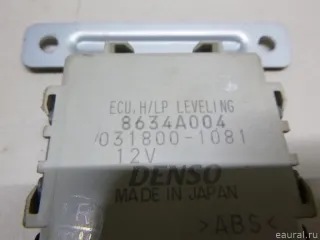 ECU, H/LP LEVELING
8634A004
031800-1081
12V
DENSO
MADE IN JAPAN
>ABS<
© eaural.ru